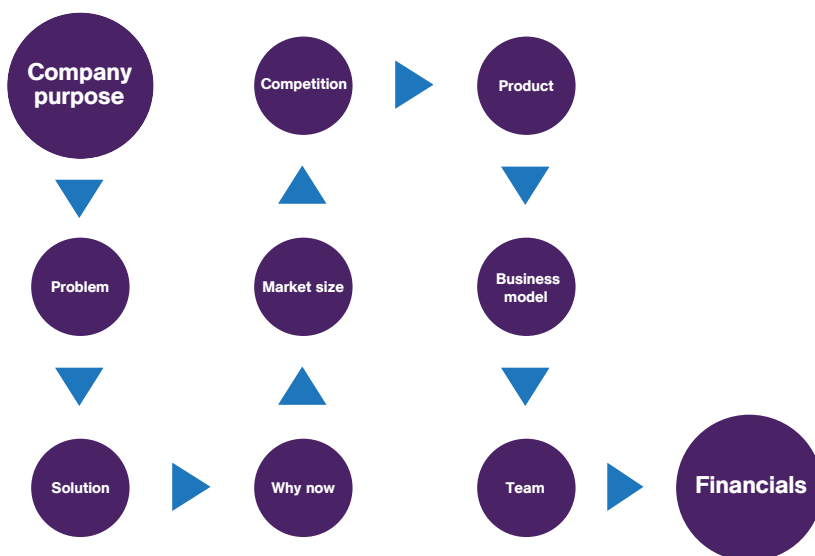 Company
purpose
Problem
Solution
Why now
Market size
Competition
Product
Business
model
Team
Financials